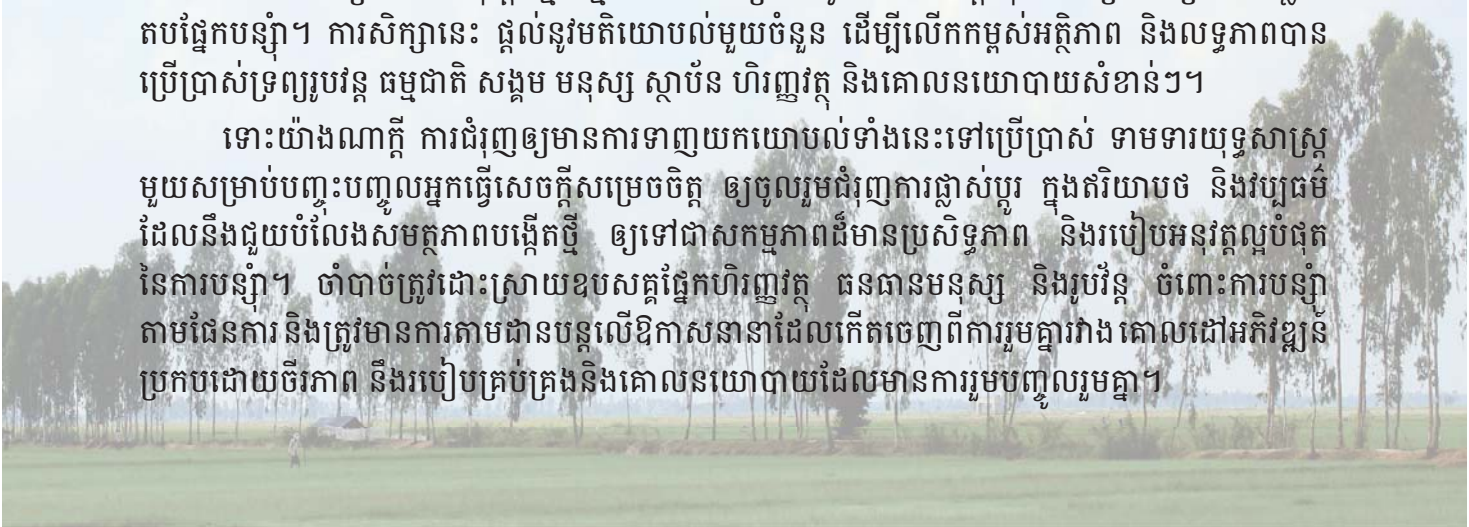 តបផ្នែកបន្ស៊ាំ។ ការសិក្សានេះ ផ្តល់នូវមតិយោបល់មួយចំនួន ដើម្បីលើកកម្ពស់អត្ថិភាព និងលទ្ធភាពបាន
ប្រើប្រាស់ទ្រព្យរូបវន្ត ធម្មជាតិ សង្គម មនុស្ស ស្ថាប័ន ហិរញ្ញវត្ថុ និងគោលនយោបាយសំខាន់ៗ។
ទោះយ៉ាងណាក្តី ការជំរុញឲ្យមានការទាញយកយោបល់ទាំងនេះទៅប្រើប្រាស់ ទាមទារយុទ្ធសាស្ត្រ
មួយសម្រាប់បញ្ចុះបញ្ចូលអ្នកធ្វើសេចក្តីសម្រេចចិត្ត ឲ្យចូលរួមជំរុញការផ្លាស់ប្តូរ ក្នុងឥរិយាបថ និងវប្បធម៌
ដែលនឹងជួយបំលែងសមត្ថភាពបង្កើតថ្មី ឲ្យទៅជាសកម្មភាពដ៏មានប្រសិទ្ធភាព និងរបៀបអនុវត្តល្អបំផុត
នៃការបន្ស៊ាំ។ ចាំបាច់ត្រូវដោះស្រាយឧបសគ្គផ្នែកហិរញ្ញវត្ថុ ធនធានមនុស្ស និងរូបវ័ន្ត ចំពោះការបន្ស៊ាំ
តាមផែនការ និងត្រូវមានការតាមដានបន្តលើឱកាសនានាដែលកើតចេញពីការរួមគ្នារវាង គោលដៅអភិវឌ្ឍន៍
ប្រកបដោយចីរភាព នឹងរបៀបគ្រប់គ្រងនិងគោលនយោបាយដែលមានការរួមបញ្ចូលរួមគ្នា។